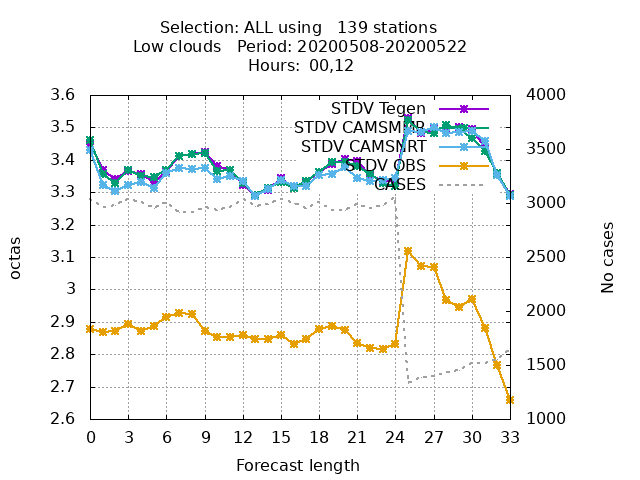 Selection: ALL using   139 stations
Low clouds   Period: 20200508-20200522
Hours:  00,12
STDV Tegen
STDV CAMSMMR
STDV CAMSNRT
STDV OBS
CASES
3.6
3.5
3.4
3.3
3.2
3.1
3
2.9
2.8
2.7
2.6
octas
4000
3500
3000
2500
2000
1500
1000
No cases
0 3 6 9 12 15 18 21 24 27 30 33
Forecast length